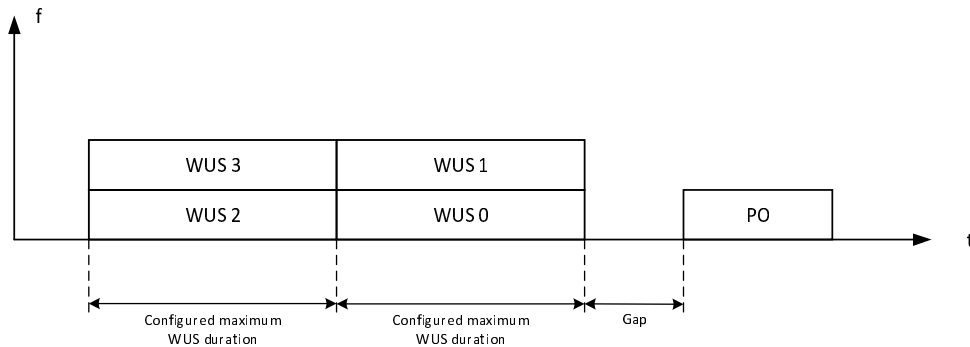 f
WUS 3
WUS 1
WUS 2
WUS 0
PO
t
Configured maximum
WUS duration
Configured maximum
WUS duration
Gap